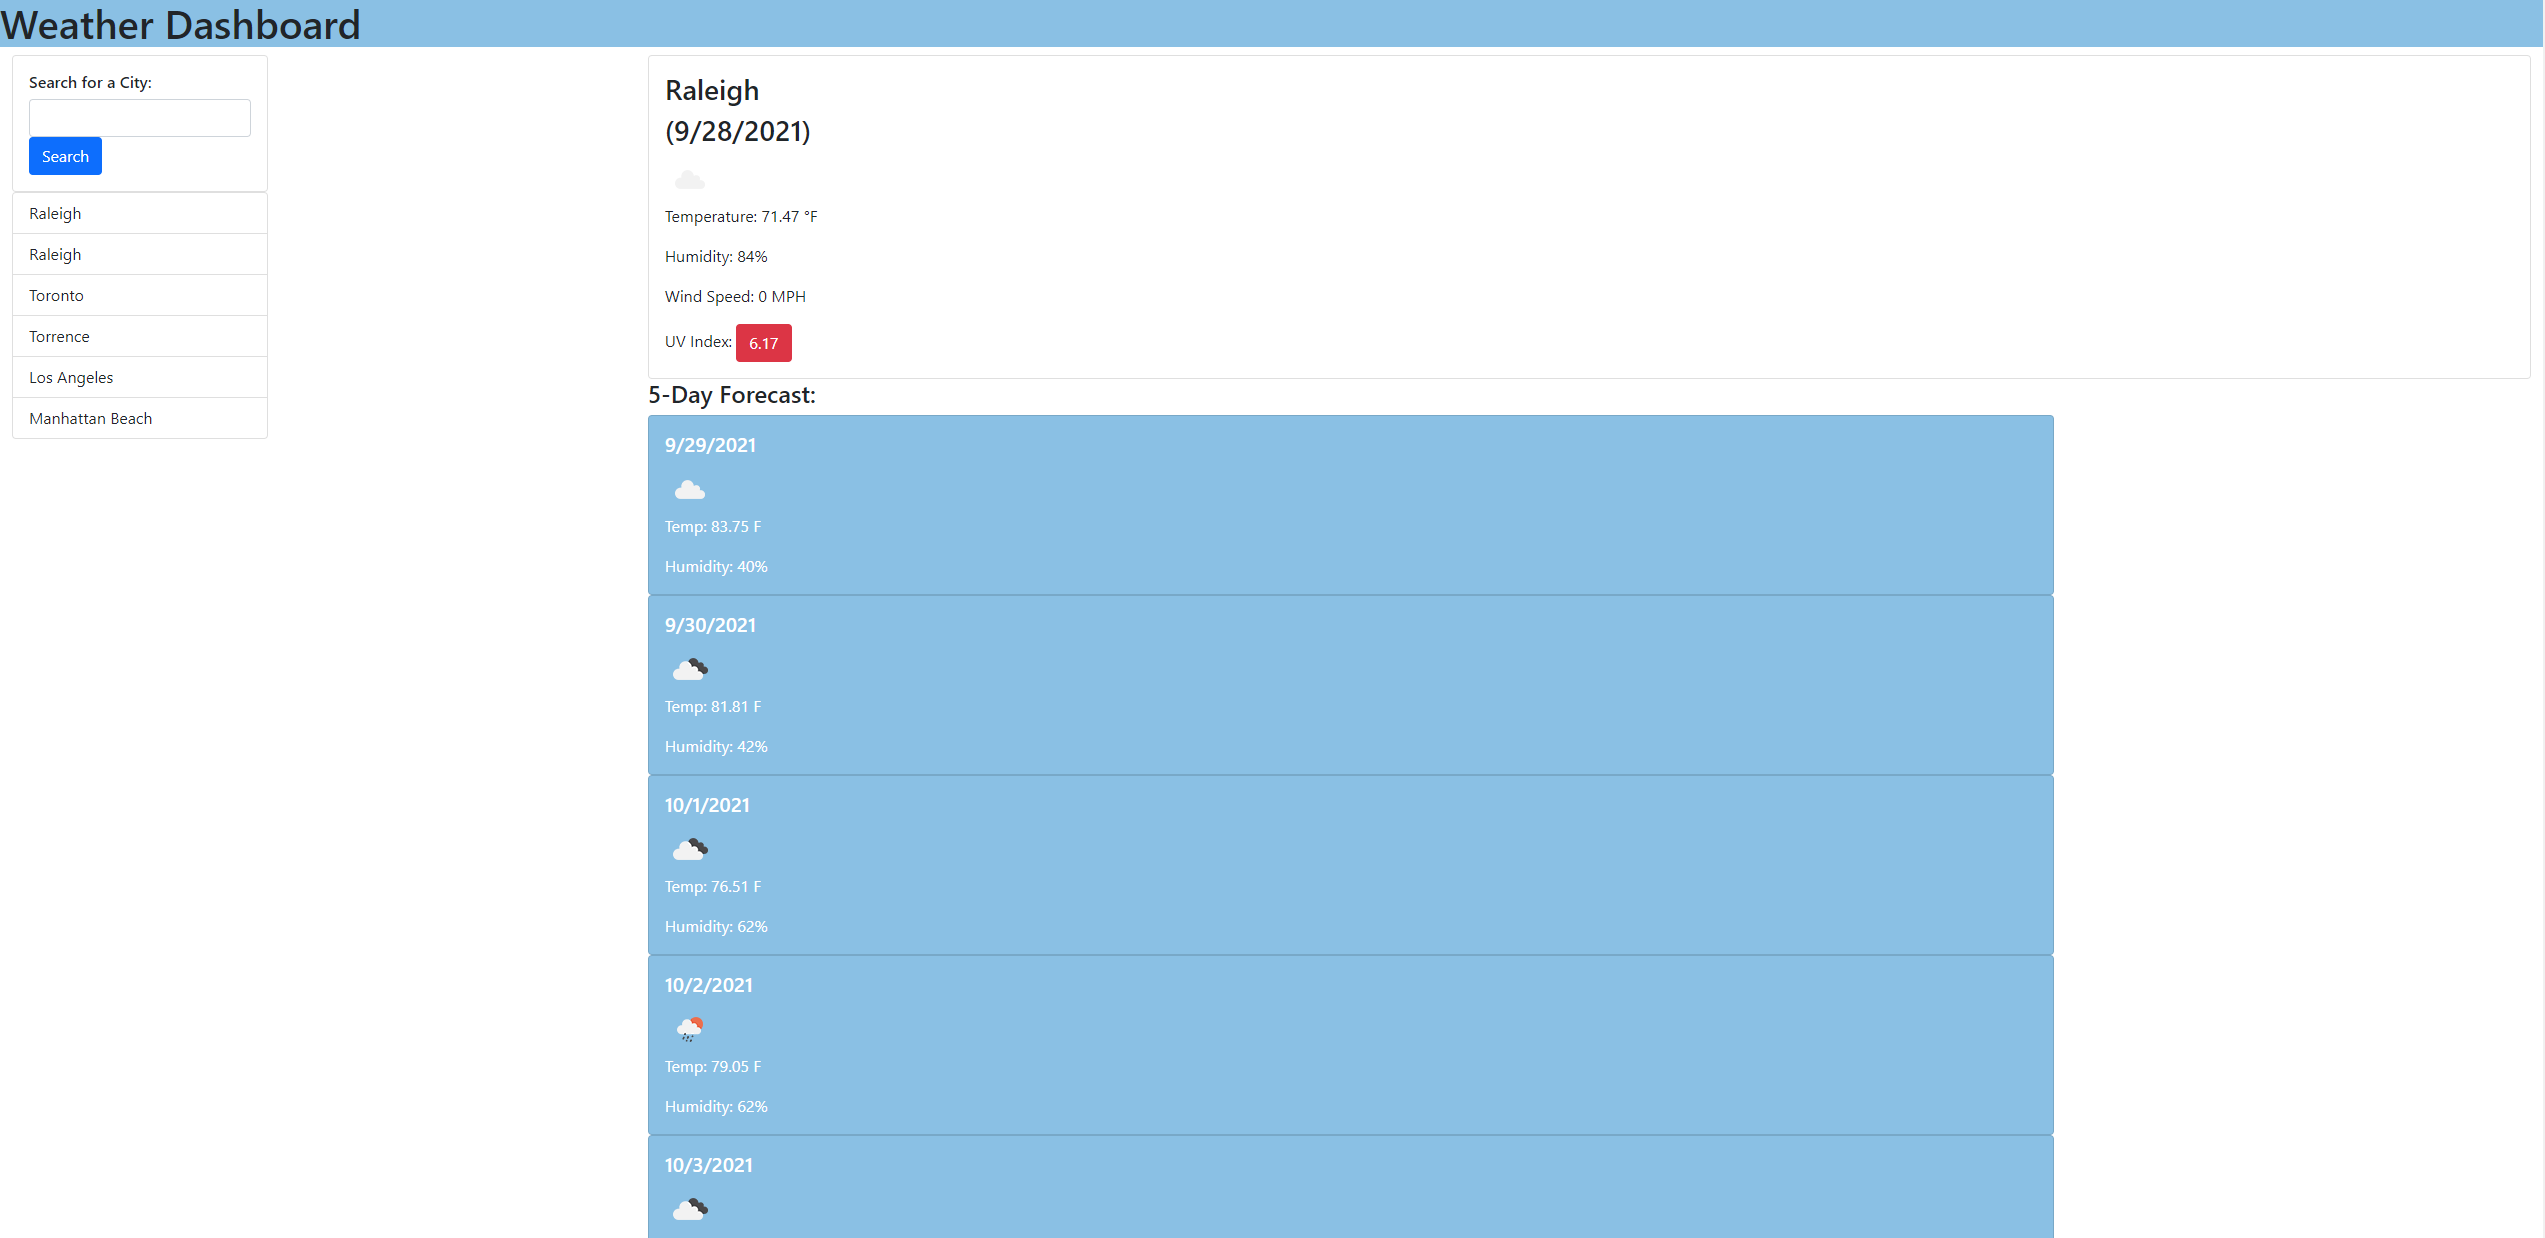 Weather Dashboard
Search for a City:
Search
Raleigh
Raleigh
Toronto
Torrence
Los Angeles
Manhattan Beach
Raleigh
(9/28/2021)
Temperature: 71.47 °F
Humidity: 84%
Wind Speed: 0 MPH
UV Index: 6.17
5-Day Forecast:
9/29/2021
Temp: 83.75 F
Humidity: 40%
9/30/2021
Temp: 81.81 F
Humidity: 42%
10/1/2021
Temp: 76.51 F
Humidity: 62%
10/2/2021
Temp: 79.05 F
Humidity: 62%
10/3/2021